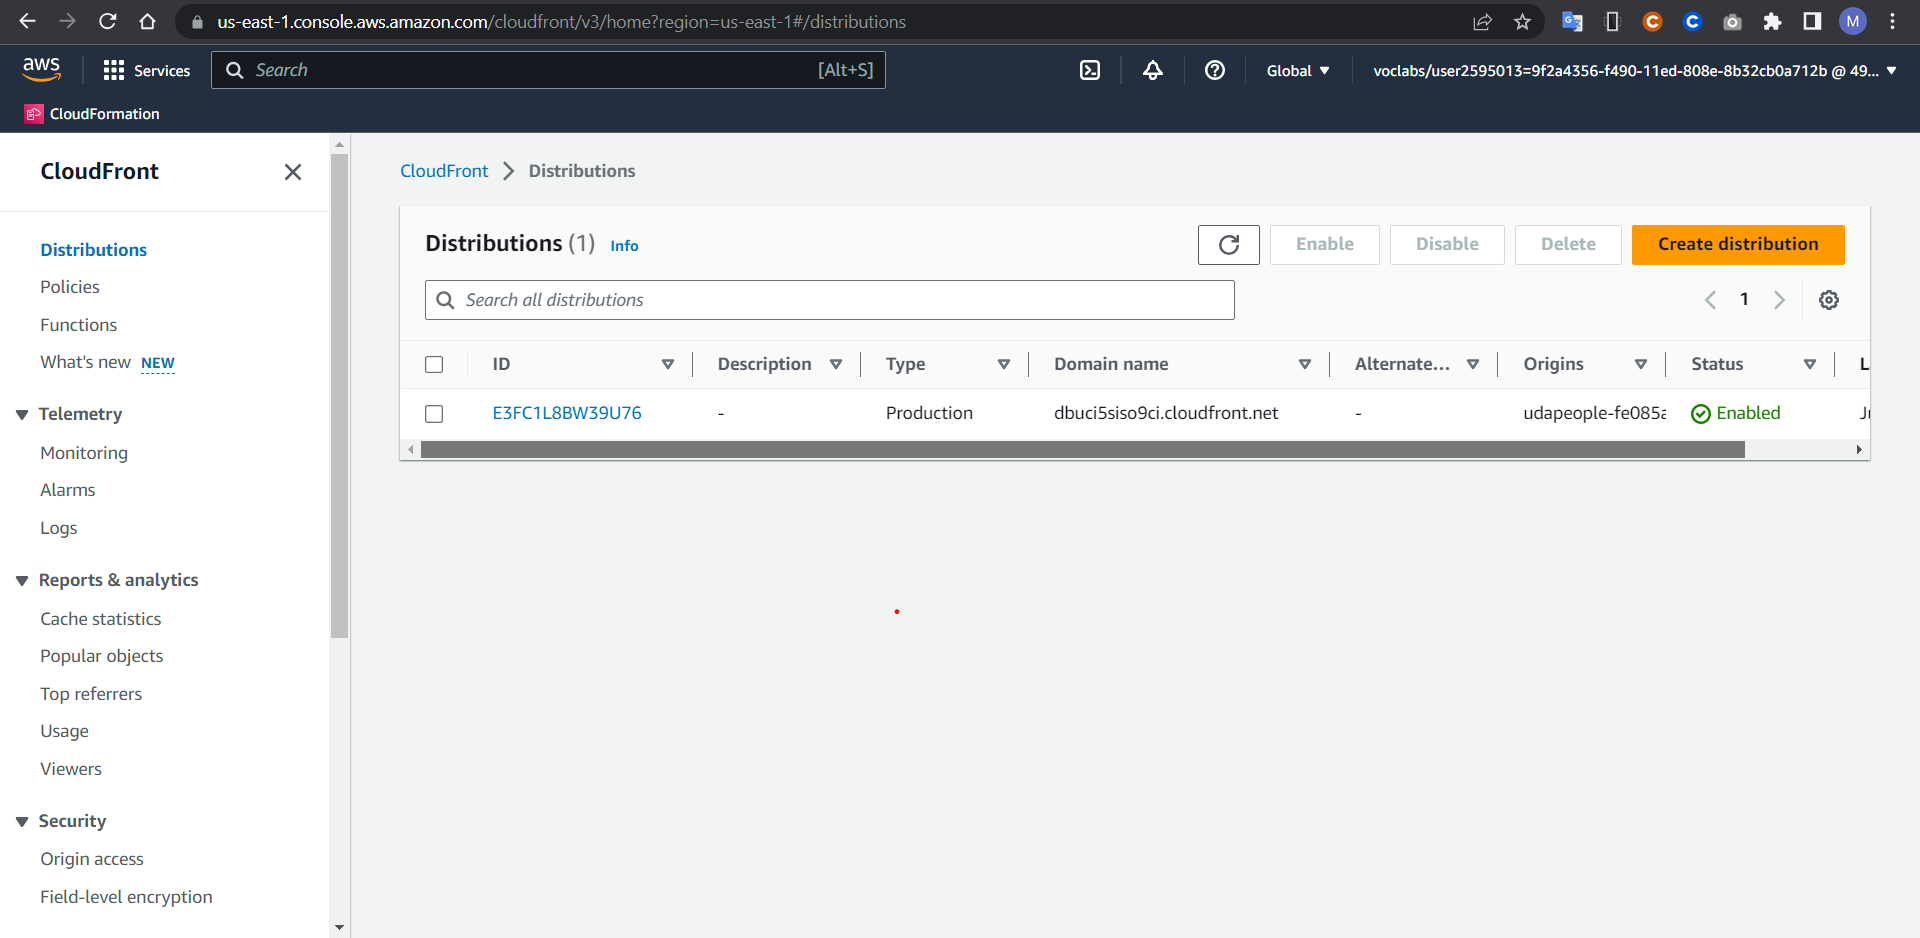 us-east-1.console.aws.amazon.com/cloudfront/v3/home?region=us-east-1#/distributions
M
aws
Services
Search
[Alt+S]
Global
voclabs/user2595013=9f2a4356-f490-11ed-808e-8b32cb0a712b @ 49...
CloudFormation
CloudFront
Distributions
Policies
Functions
What's new NEW
Telemetry
Monitoring
Alarms
Logs
Reports & analytics
Cache statistics
Popular objects
Top referrers
Usage
Viewers
Security
Origin access
Field-level encryption
CloudFront > Distributions
Distributions (1) Info
Enable
Disable
Delete
Create distribution
Search all distributions
1
ID Description Type Domain name Alternate... Origins Status
E3FC1L8BW39U76 - Production dbuci5siso9ci.cloudfront.net - udapeople-fe085a Enabled